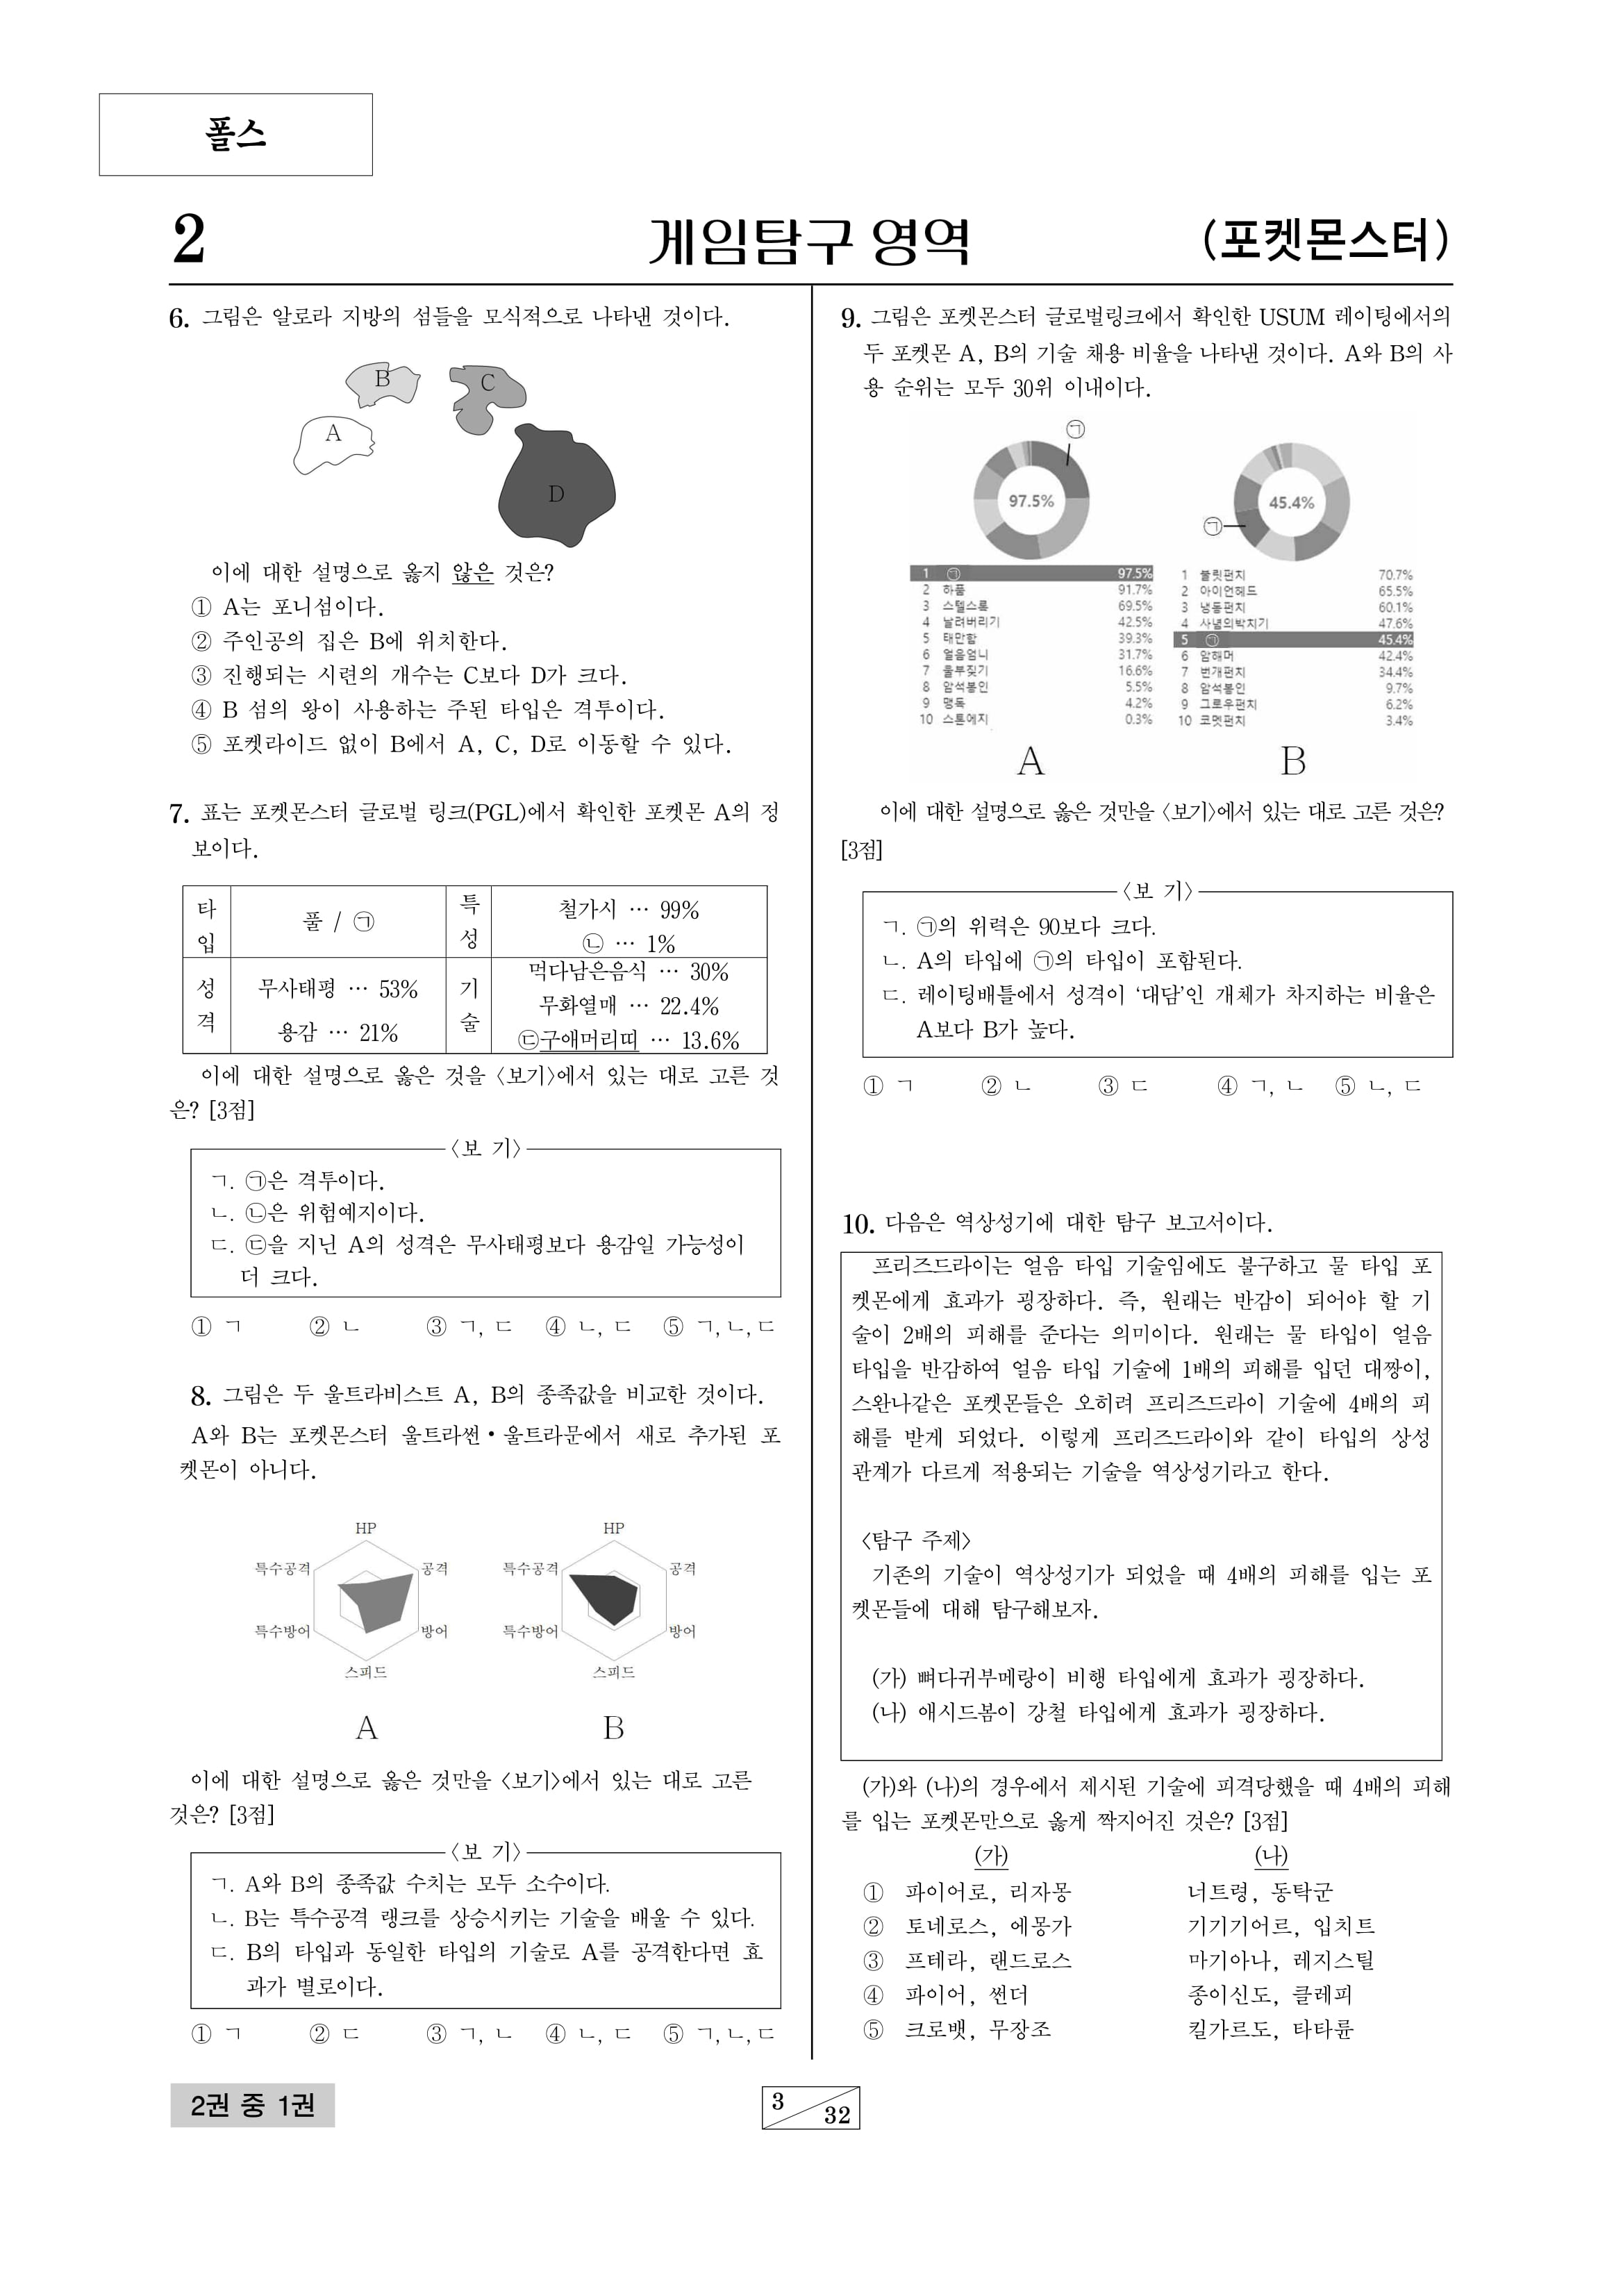 폴스
2
게임탐구 영역
(포켓몬스터)
6. 그림은 알로라 지방의 섬들을 모식적으로 나타낸 것이다.
B
C
A
D
이에 대한 설명으로 옳지 않은 것은?
① A는 포니섬이다.
② 주인공의 집은 B에 위치한다.
③ 진행되는 시련의 개수는 C보다 D가 크다.
④ B 섬의 왕이 사용하는 주된 타입은 격투이다.
⑤ 포켓라이드 없이 B에서 A, C, D로 이동할 수 있다.
7. 표는 포켓몬스터 글로벌 링크(PGL)에서 확인한 포켓몬 A의 정
보이다.
타입 풀 / ㉠ 특성 철가시 … 99%
㉡ … 1%
성격 무사태평 … 53% 용감 … 21% 기술 먹다남은음식 … 30%
무화열매 … 22.4%
㉢구애머리띠 … 13.6%
이에 대한 설명으로 옳은 것을 <보기>에서 있는 대로 고른 것
은? [3점]
<보 기>
ㄱ. ㉠은 격투이다.
ㄴ. ㉡은 위험예지이다.
ㄷ. ㉢을 지닌 A의 성격은 무사태평보다 용감일 가능성이
더 크다.
① ㄱ ② ㄴ ③ ㄱ, ㄷ ④ ㄴ, ㄷ ⑤ ㄱ,ㄴ,ㄷ
8. 그림은 두 울트라비스트 A, B의 종족값을 비교한 것이다.
A와 B는 포켓몬스터 울트라썬·울트라문에서 새로 추가된 포
켓몬이 아니다.
HP
특수공격 공격
특수방어 방어
스피드
A
HP
특수공격 공격
특수방어 방어
스피드
B
이에 대한 설명으로 옳은 것만을 <보기>에서 있는 대로 고른
것은? [3점]
<보 기>
ㄱ. A와 B의 종족값 수치는 모두 소수이다.
ㄴ. B는 특수공격 랭크를 상승시키는 기술을 배울 수 있다.
ㄷ. B의 타입과 동일한 타입의 기술로 A를 공격한다면 효
과가 별로이다.
① ㄱ ② ㄷ ③ ㄱ, ㄴ ④ ㄴ, ㄷ ⑤ ㄱ,ㄴ,ㄷ
9. 그림은 포켓몬스터 글로벌링크에서 확인한 USUM 레이팅에서의
두 포켓몬 A, B의 기술 채용 비율을 나타낸 것이다. A와 B의 사
용 순위는 모두 30위 이내이다.
㉠
97.5%
1 ㉠ 97.5%
2 하품 91.7%
3 스텔스록 69.5%
4 날려버리기 42.5%
5 태만함 39.3%
6 얼음엄니 31.7%
7 울부짖기 16.6%
8 암석봉인 5.5%
9 맹독 4.2%
10 스톤에지 0.3%
A
㉠
45.4%
1 불릿펀치 70.7%
2 아이언헤드 65.5%
3 냉동펀치 60.1%
4 사념의박치기 47.6%
5 ㉠ 45.4%
6 암해머 42.4%
7 번개펀치 34.4%
8 암석봉인 9.7%
9 그로우펀치 6.2%
10 코멧펀치 3.4%
B
이에 대한 설명으로 옳은 것만을 <보기>에서 있는 대로 고른 것은?
[3점]
<보 기>
ㄱ. ㉠의 위력은 90보다 크다.
ㄴ. A의 타입에 ㉠의 타입이 포함된다.
ㄷ. 레이팅배틀에서 성격이 '대담'인 개체가 차지하는 비율은
A보다 B가 높다.
① ㄱ ② ㄴ ③ ㄷ ④ ㄱ, ㄴ ⑤ ㄴ, ㄷ
10. 다음은 역상성기에 대한 탐구 보고서이다.
프리즈드라이는 얼음 타입 기술임에도 불구하고 물 타입 포
켓몬에게 효과가 굉장하다. 즉, 원래는 반감이 되어야 할 기
술이 2배의 피해를 준다는 의미이다. 원래는 물 타입이 얼음
타입을 반감하여 얼음 타입 기술에 1배의 피해를 입던 대짱이,
스완나같은 포켓몬들은 오히려 프리즈드라이 기술에 4배의 피
해를 받게 되었다. 이렇게 프리즈드라이와 같이 타입의 상성
관계가 다르게 적용되는 기술을 역상성기라고 한다.
<탐구 주제>
기존의 기술이 역상성기가 되었을 때 4배의 피해를 입는 포
켓몬들에 대해 탐구해보자.
(가) 뼈다귀부메랑이 비행 타입에게 효과가 굉장하다.
(나) 애시드봄이 강철 타입에게 효과가 굉장하다.
(가)와 (나)의 경우에서 제시된 기술에 피격당했을 때 4배의 피해
를 입는 포켓몬만으로 옳게 짝지어진 것은? [3점]
(가) (나)
① 파이어로, 리자몽 너트령, 동탁군
② 토네로스, 에몽가 기기기어르, 입치트
③ 프테라, 랜드로스 마기아나, 레지스틸
④ 파이어, 썬더 종이신도, 클레피
⑤ 크로뱃, 무장조 킬가르도, 타타륜
2권 중 1권
3
32